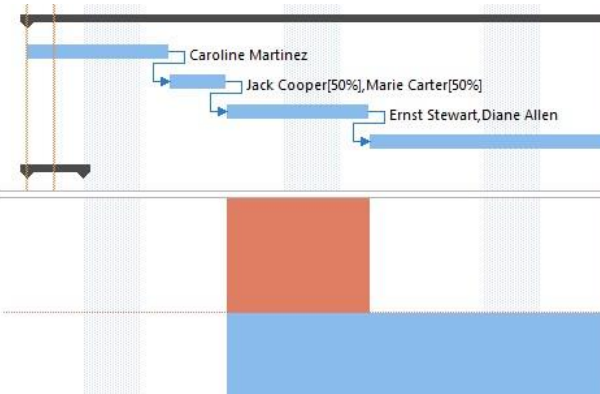 Caroline Martinez
Jack Cooper[50%],Marie Carter[50%]
Ernst Stewart,Diane Allen